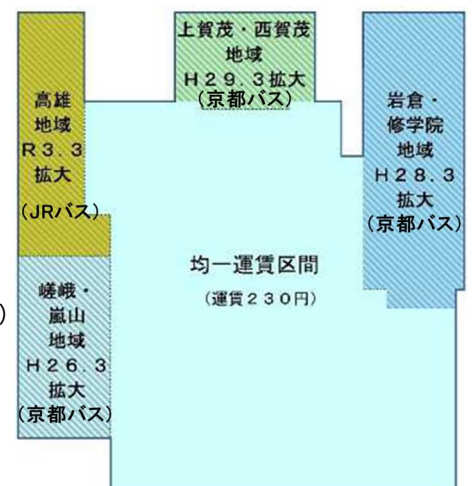 上賀茂・西賀茂
地域
Ｈ２９.３拡大
（京都バス）
高雄
地域
Ｒ３.３
拡大
（JRバス）
岩倉・
修学院
地域
Ｈ２８.３
拡大
（京都バス）
均一運賃区間
（運賃２３０円）
嵯峨・
嵐山
地域
Ｈ２６.３
拡大
（京都バス）
）